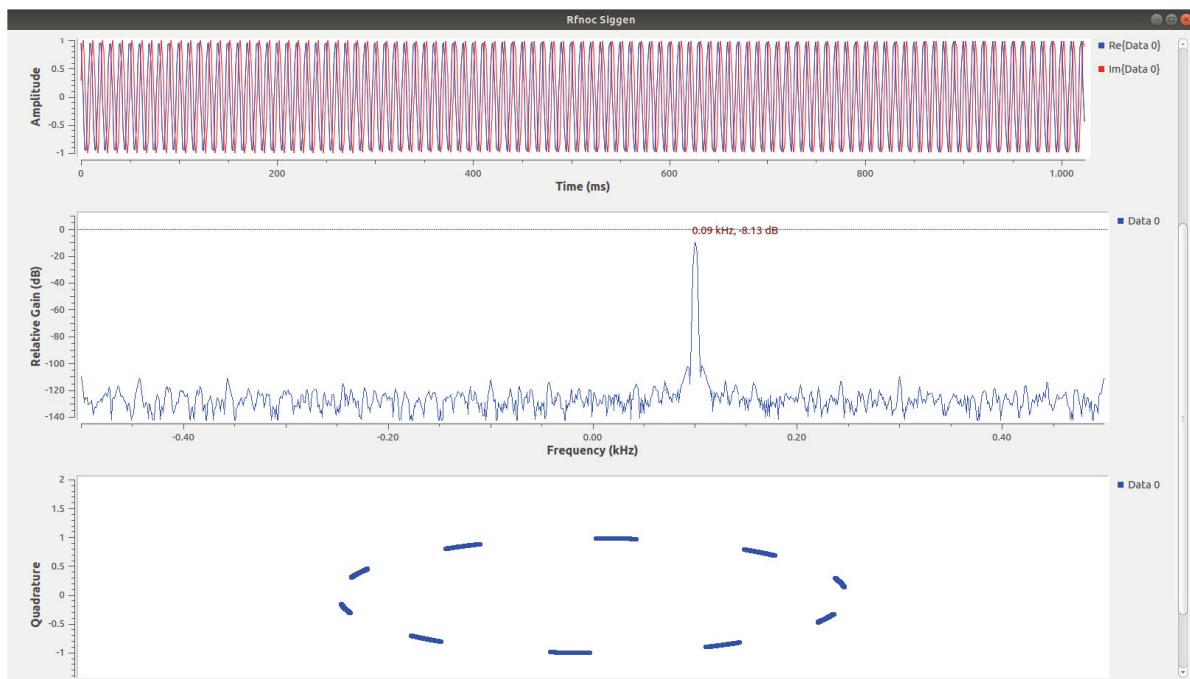 Rfnoc Siggen
1
0.5
0
-0.5
-1
Amplitude
0
200
400
600
800
1.000
Time (ms)
Re{Data 0}
Im{Data 0}
0
-20
-40
-60
-80
-100
-120
-140
Relative Gain (dB)
0.09 kHz, -8.13 dB
-0.40
-0.20
0.00
0.20
0.40
Frequency (kHz)
Data 0
2
1.5
1
0.5
0
-0.5
-1
Quadrature
Data 0